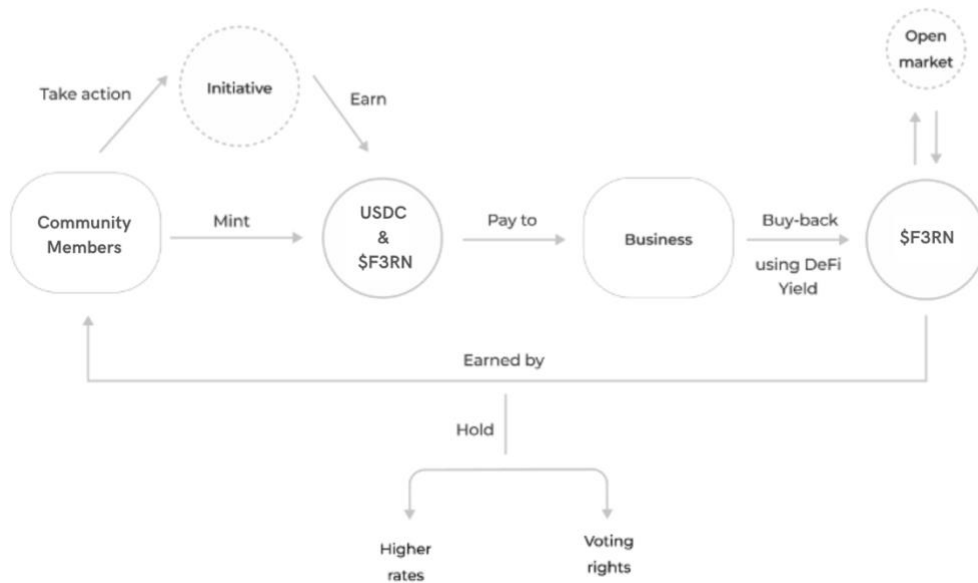 Open
market
Take action
Initiative
Earn
Community
Members
Mint
USDC
&
$F3RN
Pay to
Business
Buy-back
using DeFi
Yield
$F3RN
Earned by
Hold
Higher
rates
Voting
rights